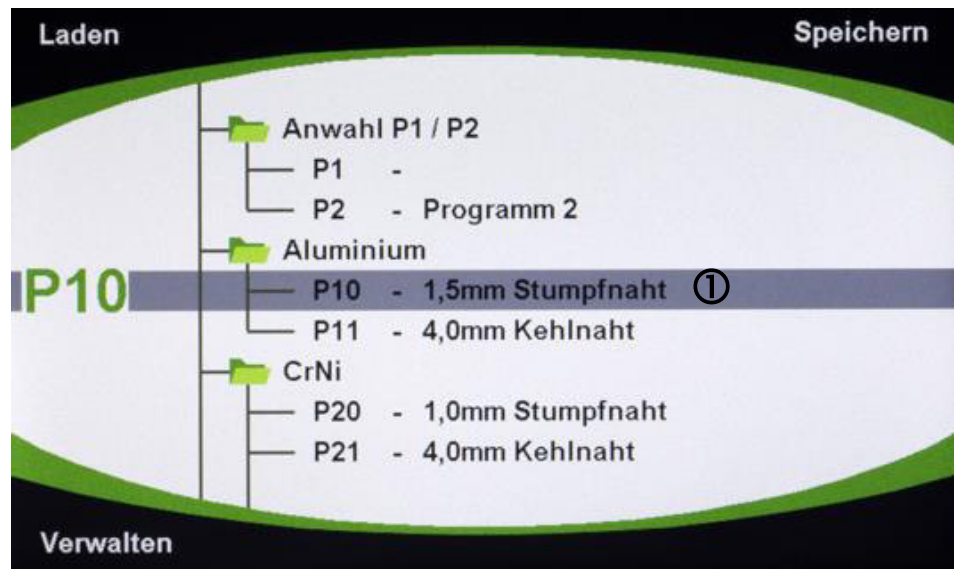 Laden
Speichern
Anwahl P1 / P2
P1 -
P2 - Programm 2
Aluminium
P10
P10 - 1,5mm Stumpfnaht ①
P11 - 4,0mm Kehlnaht
CrNi
P20 - 1,0mm Stumpfnaht
P21 - 4,0mm Kehlnaht
Verwalten